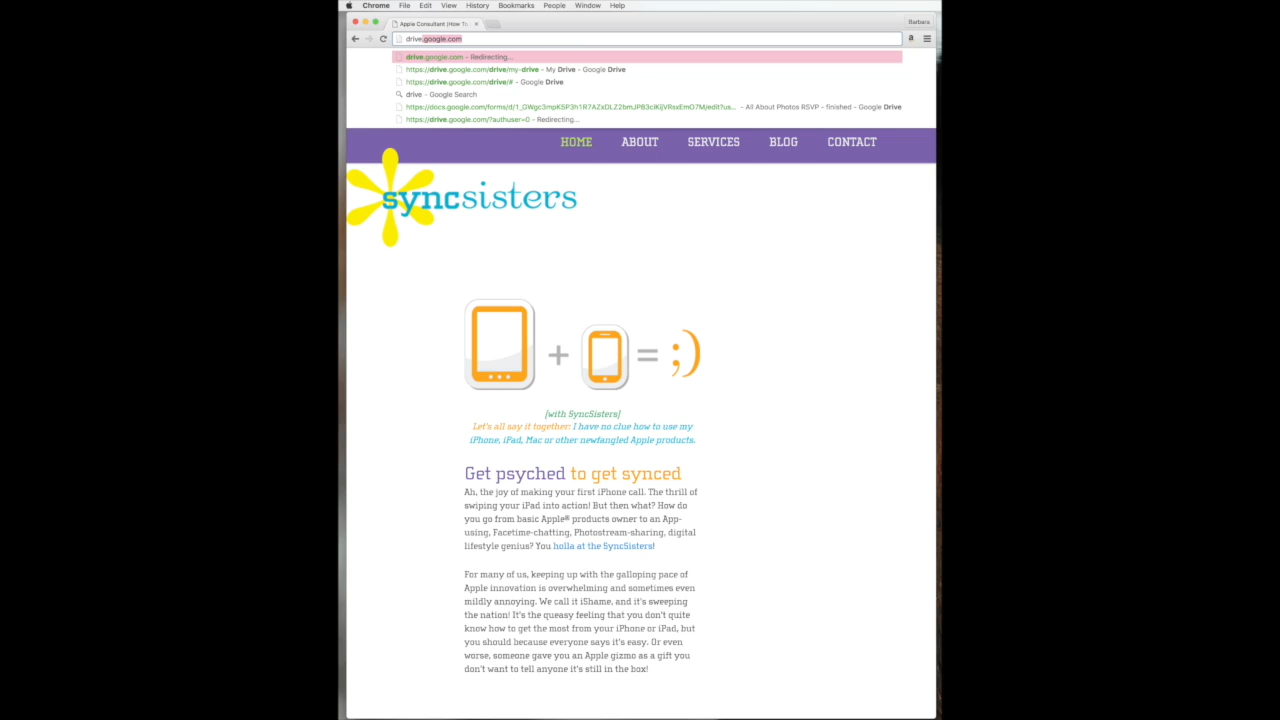 Chrome File Edit View History Bookmarks People Window Help
Apple Consultant (How To
Barbara
drive.google.com
drive.google.com - Redirecting...
https://drive.google.com/drive/my-drive - My Drive - Google Drive
https://drive.google.com/drive/# - Google Drive
drive - Google Search
- All About Photos RSVP - finished - Google Drive
https://drive.google.com/?authuser=0 - Redirecting...
HOME ABOUT SERVICES BLOG CONTACT
syncsisters
+ = ;)
[with SyncSisters]
Let's all say it together: I have no clue how to use my
iPhone, iPad, Mac or other newfangled Apple products.
Get psyched to get synced
Ah, the joy of making your first iPhone call. The thrill of
swiping your iPad into action! But then what? How do
you go from basic Apple® products owner to an App-
using, Facetime-chatting, Photostream-sharing, digital
lifestyle genius? You holla at the SyncSisters!
For many of us, keeping up with the galloping pace of
Apple innovation is overwhelming and sometimes even
mildly annoying. We call it iShame, and it's sweeping
the nation! It's the queasy feeling that you don't quite
know how to get the most from your iPhone or iPad, but
you should because everyone says it's easy. Or even
worse, someone gave you an Apple gizmo as a gift you
don't want to tell anyone it's still in the box!